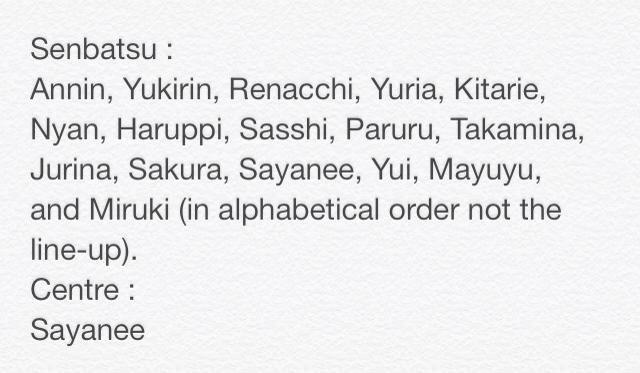 Senbatsu :
Annin, Yukirin, Renacchi, Yuria, Kitarie,
Nyan, Haruppi, Sasshi, Paruru, Takamina,
Jurina, Sakura, Sayanee, Yui, Mayuyu,
and Miruki (in alphabetical order not the
line-up).
Centre :
Sayanee